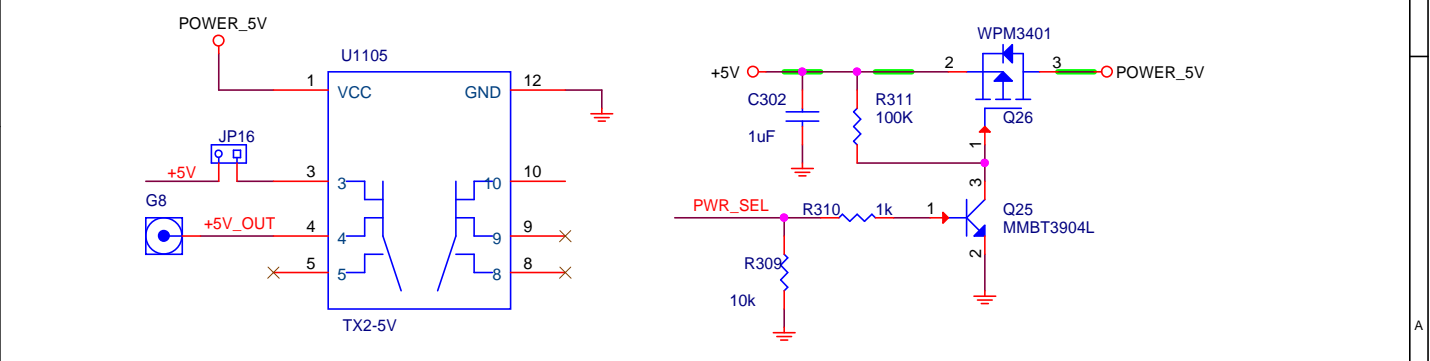 POWER_5V
U1105
1
VCC
GND
12
JP16
+5V
3
3
10
10
G8
+5V_OUT
4
4
9
9
5
5
8
8
TX2-5V
WPM3401
+5V
2
3
POWER_5V
C302
1uF
R311
100K
Q26
1
PWR_SEL
R310
1k
1
3
Q25
MMBT3904L
2
R309
10k
A